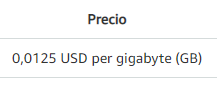 Precio
0,0125 USD per gigabyte (GB)